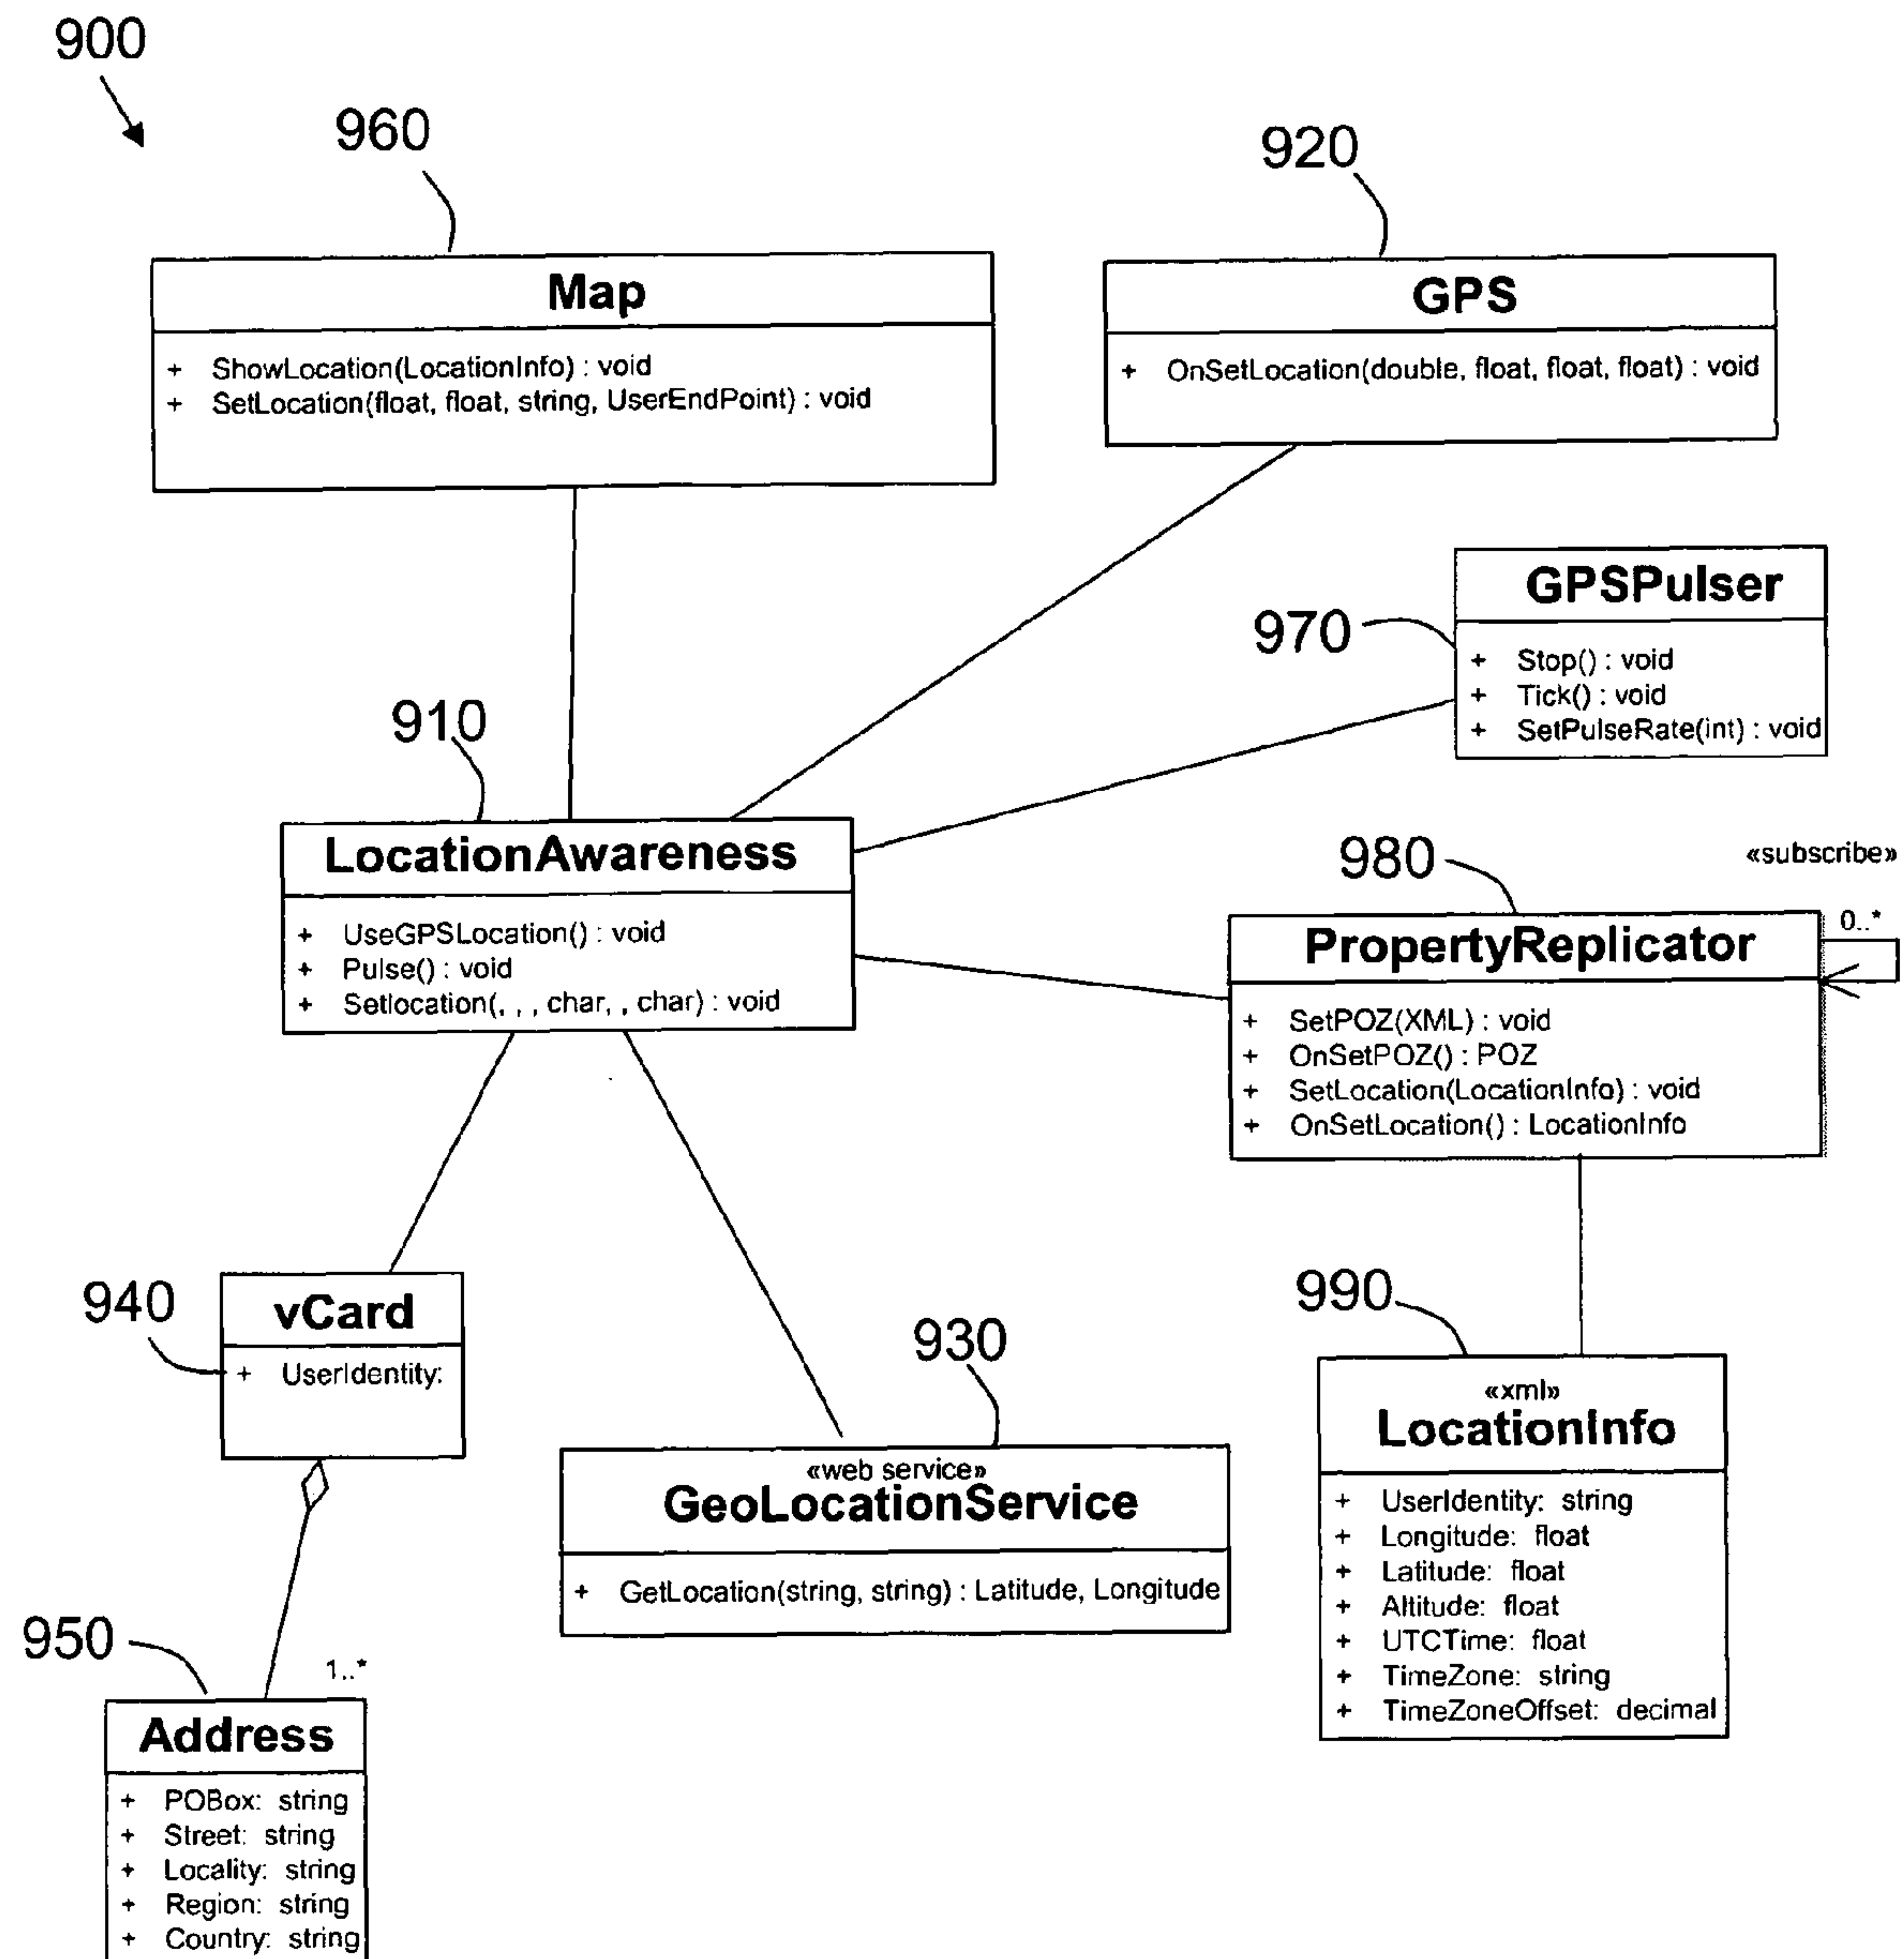 900
960
920
Map
+ ShowLocation(LocationInfo) : void
+ SetLocation(float, float, string, UserEndPoint) : void
GPS
+ OnSetLocation(double, float, float, float) : void
970
GPSPulser
+ Stop() : void
+ Tick() : void
+ SetPulseRate(int) : void
910
LocationAwareness
+ UseGPSLocation() : void
+ Pulse() : void
+ Setlocation(, , , char, , char) : void
980
«subscribe»
0..*
PropertyReplicator
+ SetPOZ(XML) : void
+ OnSetPOZ() : POZ
+ SetLocation(LocationInfo) : void
+ OnSetLocation() : LocationInfo
940
vCard
+ UserIdentity:
930
«web service»
GeoLocationService
+ GetLocation(string, string) : Latitude, Longitude
990
«xml»
LocationInfo
+ UserIdentity: string
+ Longitude: float
+ Latitude: float
+ Altitude: float
+ UTCTime: float
+ TimeZone: string
+ TimeZoneOffset: decimal
950
1..*
Address
+ POBox: string
+ Street: string
+ Locality: string
+ Region: string
+ Country: string